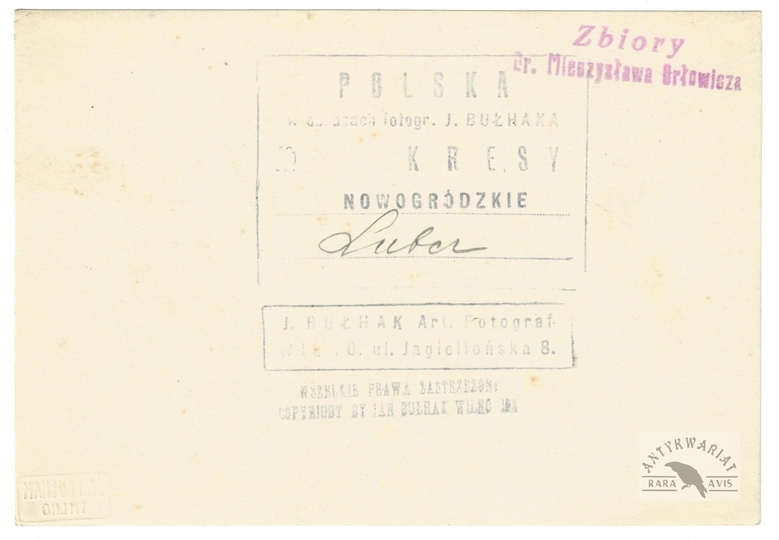 Zbiory
Dr. Mieczysława Orłowicza
POLSKA
w obrazach fotogr. J. BUŁHAKA
KRESY
NOWOGRÓDZKIE
Lubcz
J. BUŁHAK Art. Fotograf
ul. Jagiellońska 8.
WSZELKIE PRAWA ZASTRZEŻONE
COPYRIGHT BY JAN BUŁHAK WILNO
ANTYKWARIAT
RARA AVIS
WILNO